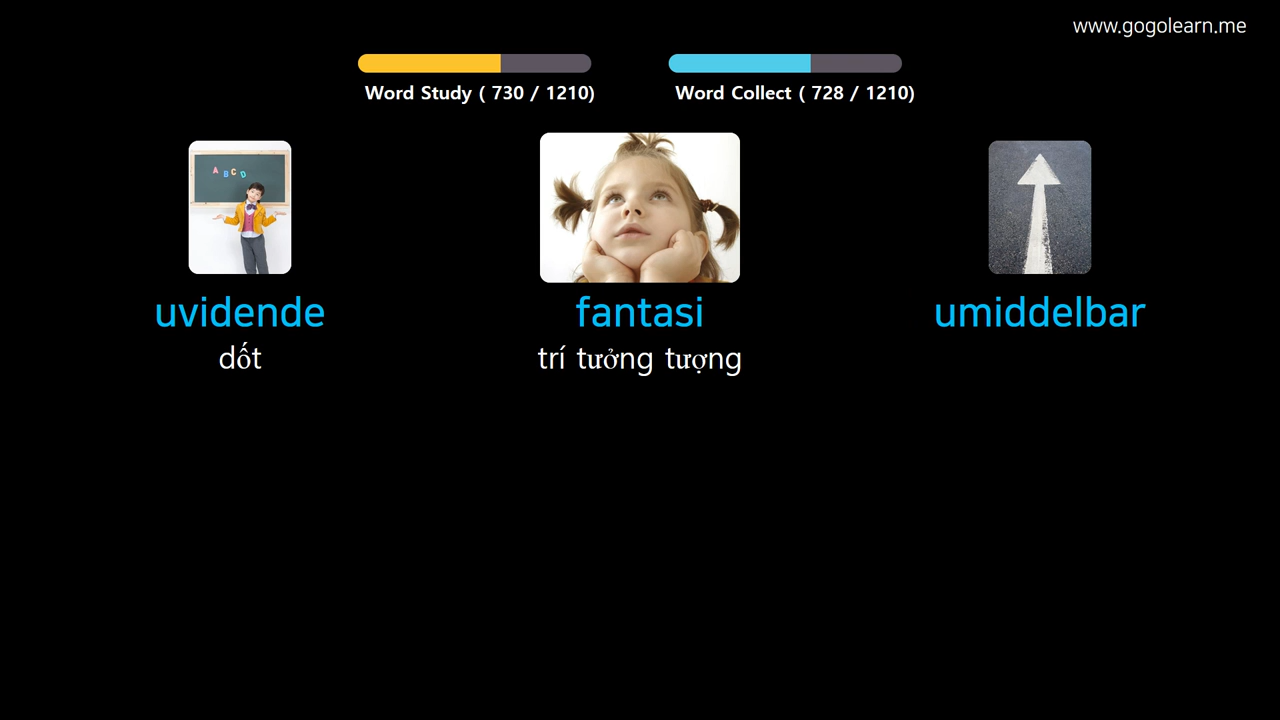 www.gogolearn.me
Word Study ( 730 / 1210)
Word Collect ( 728 / 1210)
A B C D
uvidende
fantasi
umiddelbar
dốt
trí tưởng tượng